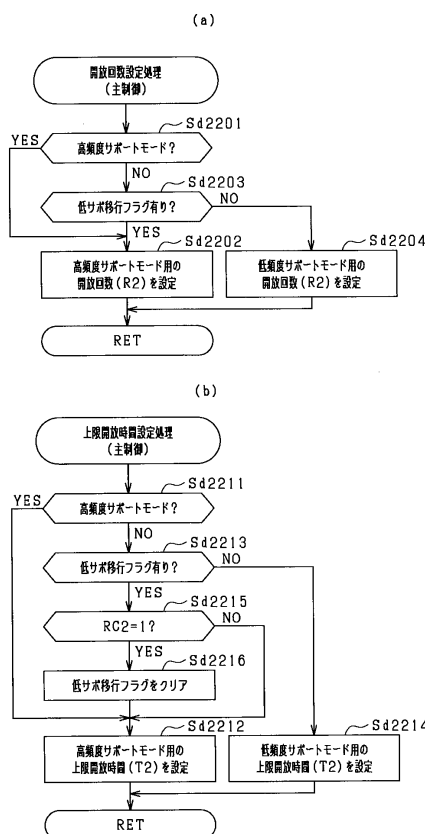 (a)
開放回数設定処理
(主制御)
Sd2201
YES
高頻度サポートモード?
NO
Sd2203
低サポ移行フラグ有り?
NO
YES
Sd2202
Sd2204
高頻度サポートモード用の
開放回数(R2)を設定
低頻度サポートモード用の
開放回数(R2)を設定
RET
(b)
上限開放時間設定処理
(主制御)
Sd2211
YES
高頻度サポートモード?
NO
Sd2213
低サポ移行フラグ有り?
NO
YES
Sd2215
RC2=1?
NO
YES
Sd2216
低サポ移行フラグをクリア
Sd2212
Sd2214
高頻度サポートモード用の
上限開放時間(T2)を設定
低頻度サポートモード用の
上限開放時間(T2)を設定
RET